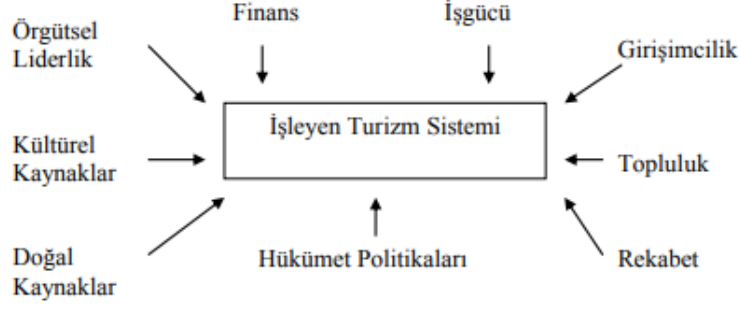 Finans
İşgücü
Örgütsel
Liderlik
Girişimcilik
İşleyen Turizm Sistemi
Kültürel
Kaynaklar
Topluluk
Doğal
Kaynaklar
Hükümet Politikaları
Rekabet